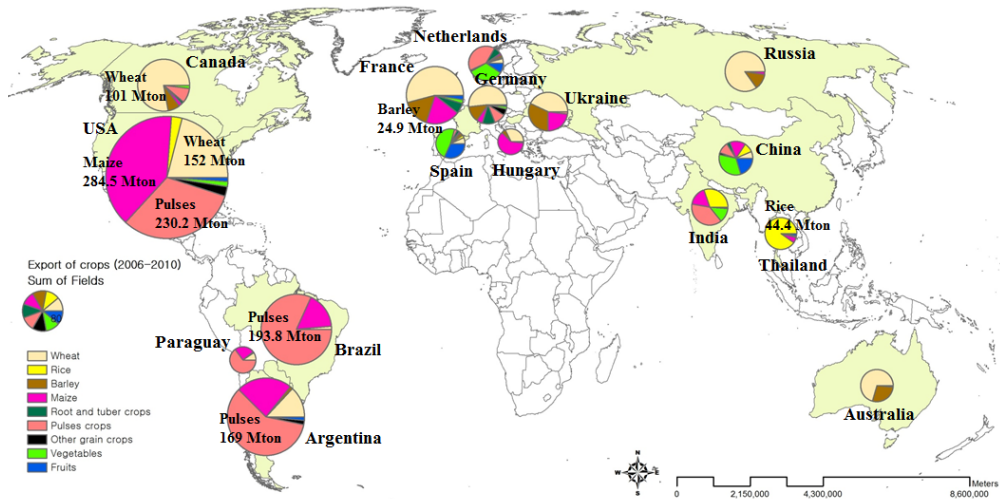 Netherlands
Canada
France
Russia
Wheat
101 Mton
Germany
Ukraine
Barley
24.9 Mton
USA
Wheat
152 Mton
Maize
284.5 Mton
China
Spain
Hungary
Pulses
230.2 Mton
Rice
44.4 Mton
India
Thailand
Export of crops (2006-2010)
Sum of Fields
Pulses
193.8 Mton
Paraguay
Brazil
Wheat
Rice
Barley
Maize
Root and tuber crops
Pulses crops
Other grain crops
Vegetables
Fruits
Pulses
169 Mton
Argentina
Australia
N
W E
S
Meters
0 2,150,000 4,300,000 8,600,000